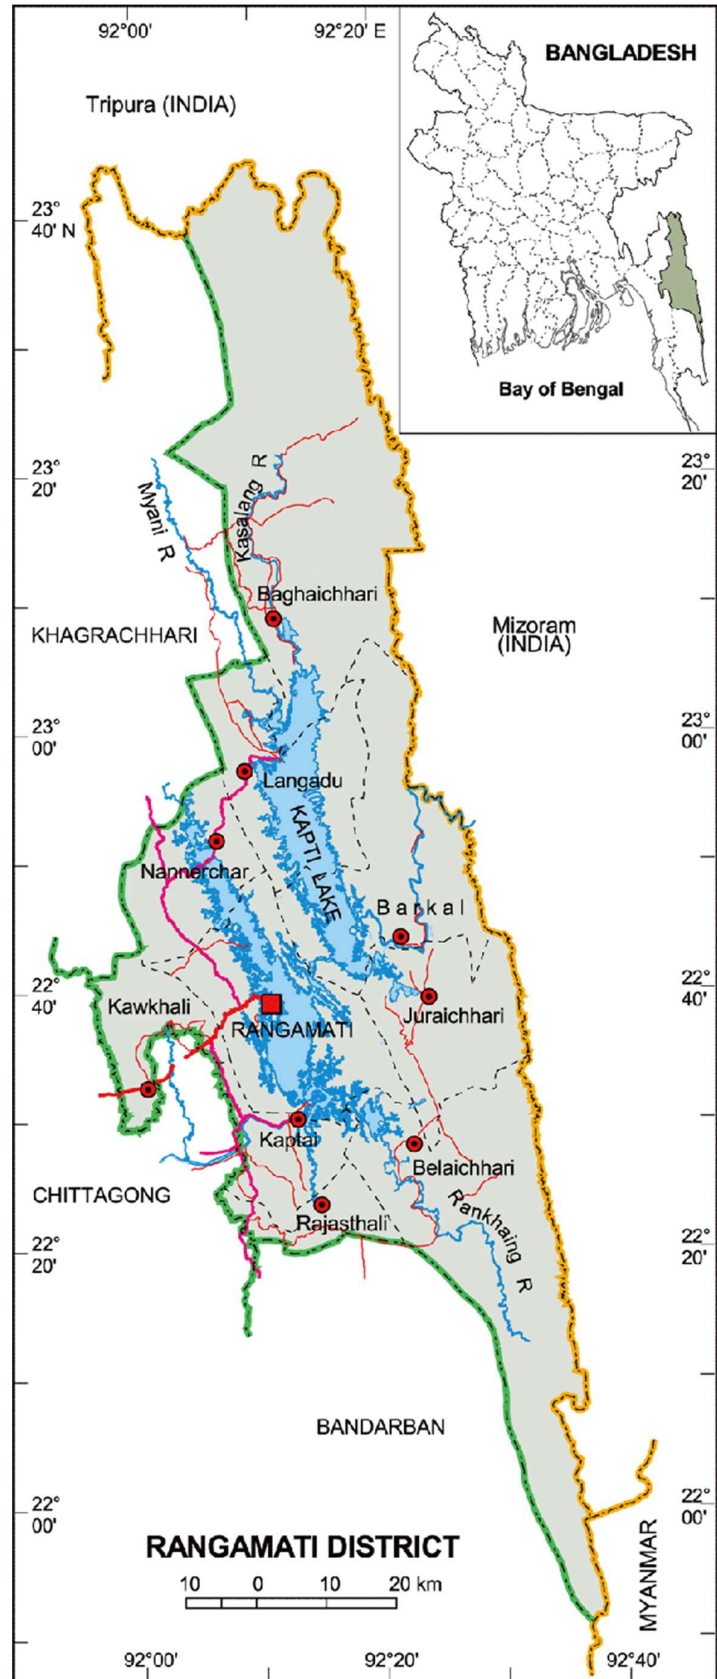 92°00'
92°20' E
BANGLADESH
Bay of Bengal
Tripura (INDIA)
23°
40' N
23°
20'
23°
20'
Myani R
Kasalang R
Baghaichhari
KHAGRACHHARI
Mizoram
(INDIA)
23°
00'
23°
00'
Langadu
KAPTI LAKE
Nannerchar
Barkal
22°
40'
22°
40'
Kawkhali
Juraichhari
RANGAMATI
Kaptai
Belaichhari
CHITTAGONG
Rajasthali
Rankhaing R
22°
20'
22°
20'
BANDARBAN
22°
00'
22°
00'
MYANMAR
RANGAMATI DISTRICT
10 0 20 km
92°00'
92°20'
92°40'